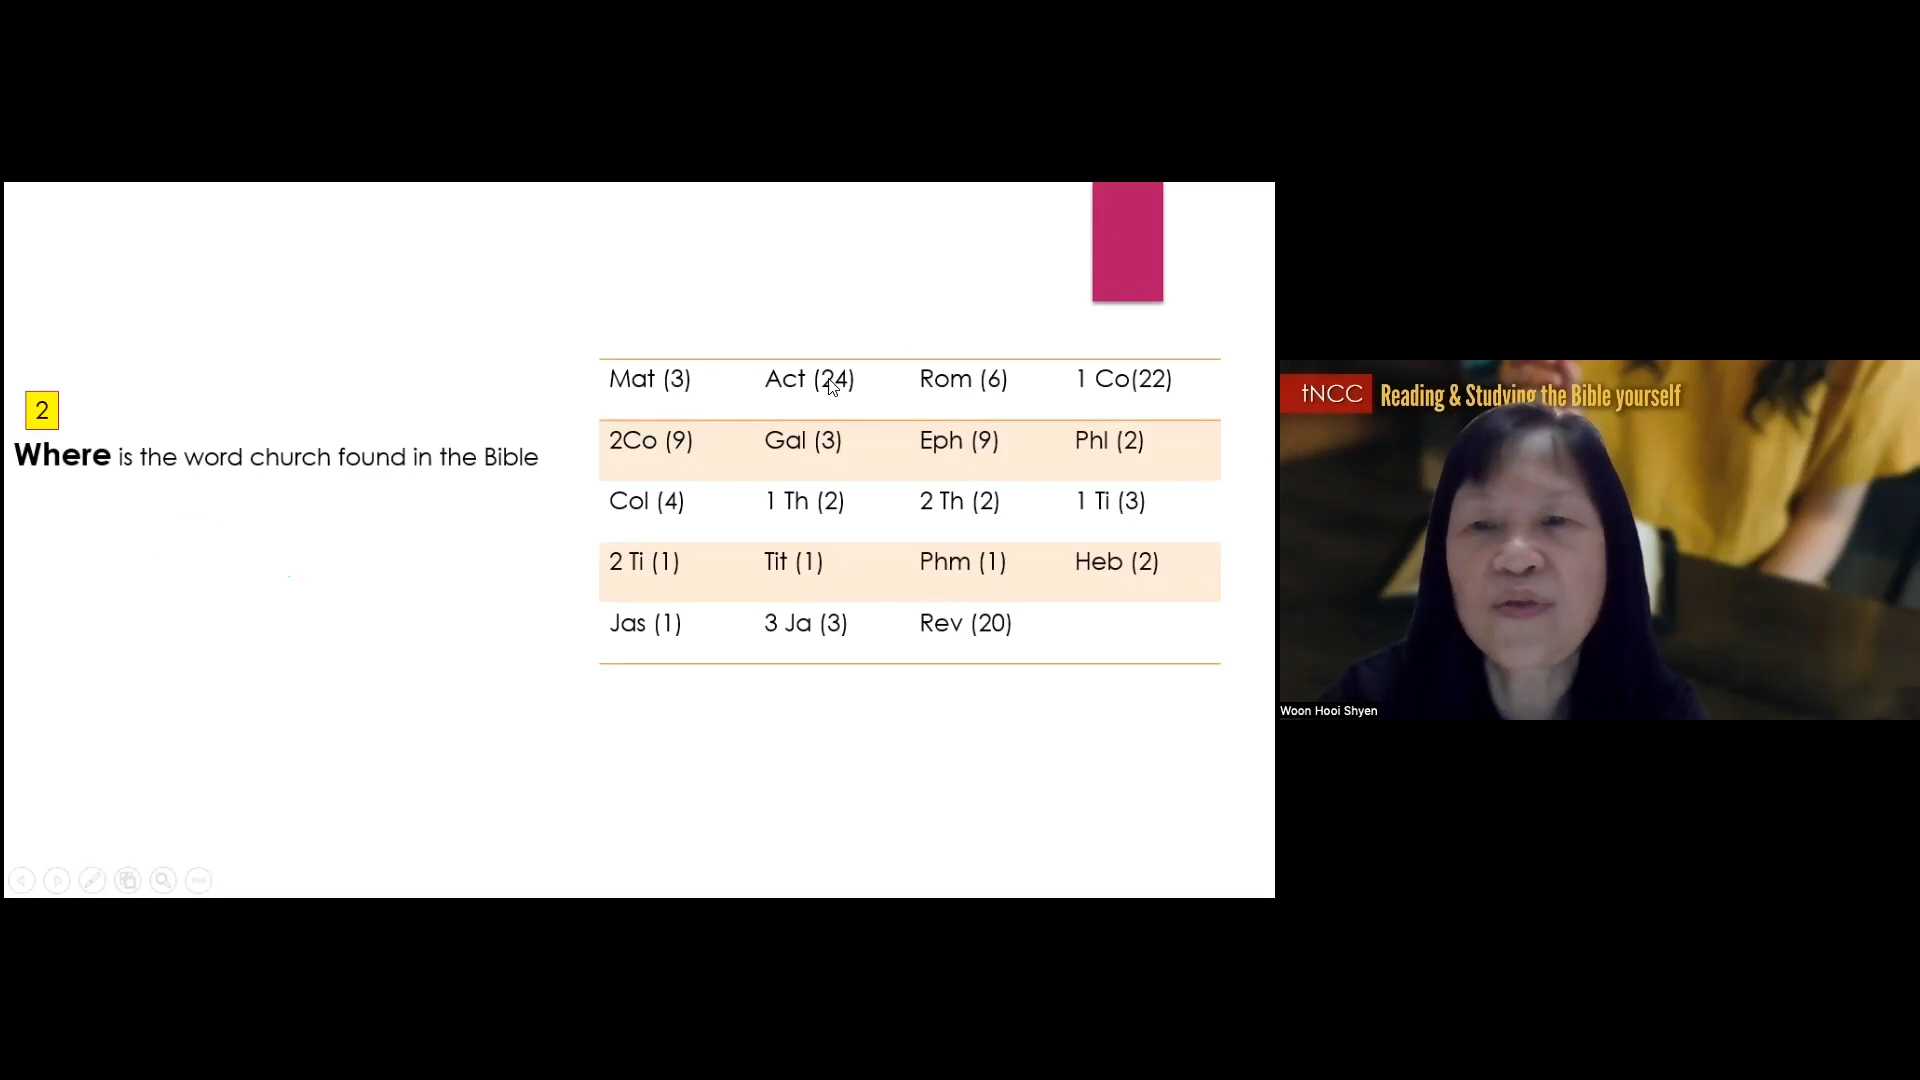 2
Where is the word church found in the Bible
Mat (3) Act (24) Rom (6) 1 Co(22)
2Co (9) Gal (3) Eph (9) Phl (2)
Col (4) 1 Th (2) 2 Th (2) 1 Ti (3)
2 Ti (1) Tit (1) Phm (1) Heb (2)
Jas (1) 3 Ja (3) Rev (20)
tNCC Reading & Studying the Bible yourself
Woon Hooi Shyen